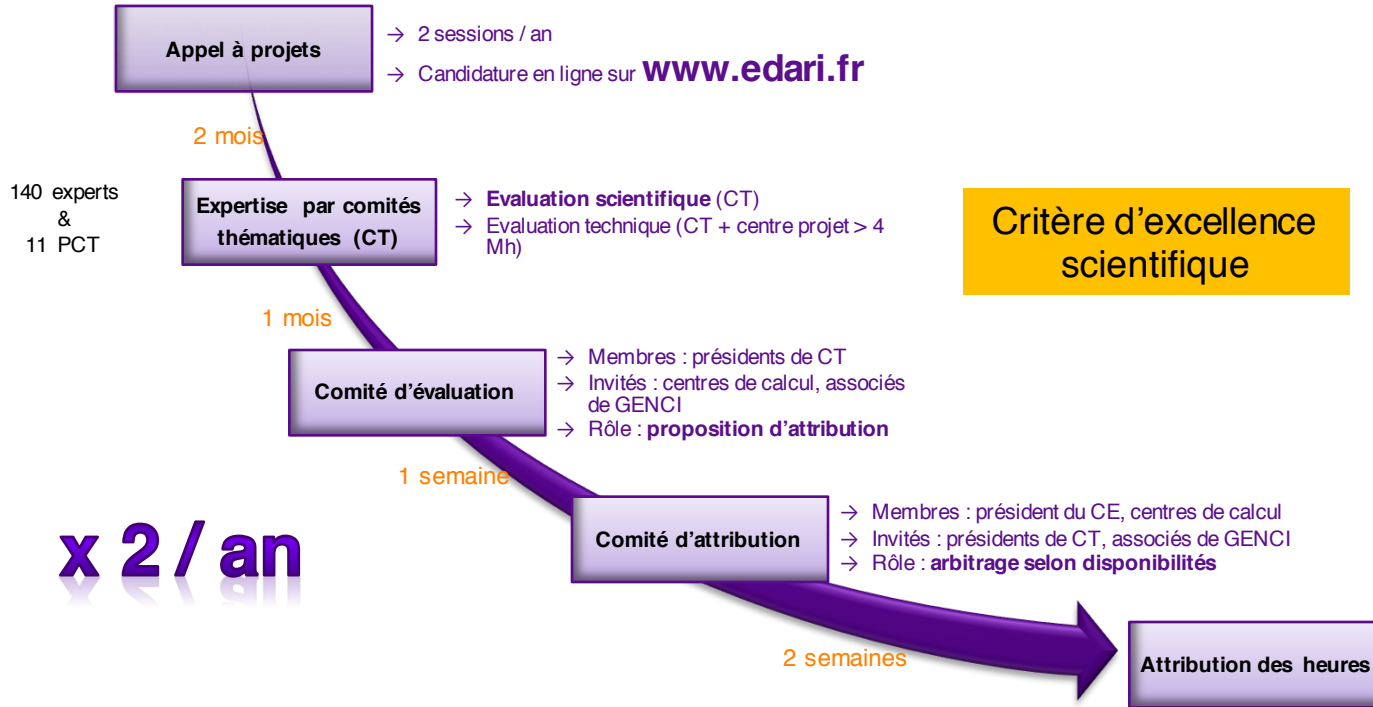 Appel à projets
→ 2 sessions / an
→ Candidature en ligne sur www.edari.fr
2 mois
140 experts
&
11 PCT
Expertise par comités
thématiques (CT)
→ Evaluation scientifique (CT)
→ Evaluation technique (CT + centre projet > 4
Mh)
Critère d’excellence
scientifique
1 mois
Comité d’évaluation
→ Membres : présidents de CT
→ Invités : centres de calcul, associés
de GENCI
→ Rôle : proposition d’attribution
1 semaine
Comité d’attribution
→ Membres : président du CE, centres de calcul
→ Invités : présidents de CT, associés de GENCI
→ Rôle : arbitrage selon disponibilités
x 2 / an
2 semaines
Attribution des heures